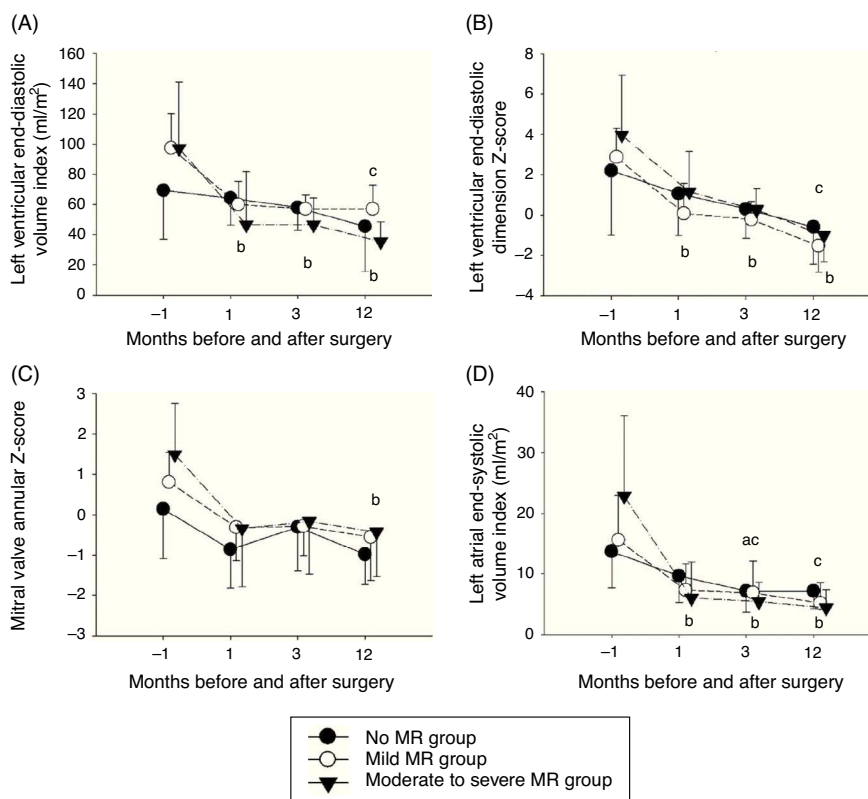 (A)
Left ventricular end-diastolic
volume index (ml/m²)
160
140
120
100
80
60
40
20
0
c
b
b
b
–1
1
3
12
Months before and after surgery
(B)
Left ventricular end-diastolic
dimension Z-score
8
6
4
2
0
−2
−4
c
b
b
b
–1
1
3
12
Months before and after surgery
(C)
Mitral valve annular Z-score
3
2
1
−0
−1
−2
−3
b
–1
1
3
12
Months before and after surgery
(D)
Left atrial end-systolic
volume index (ml/m²)
40
30
20
10
0
ac
c
b
b
b
–1
1
3
12
Months before and after surgery
No MR group
Mild MR group
Moderate to severe MR group